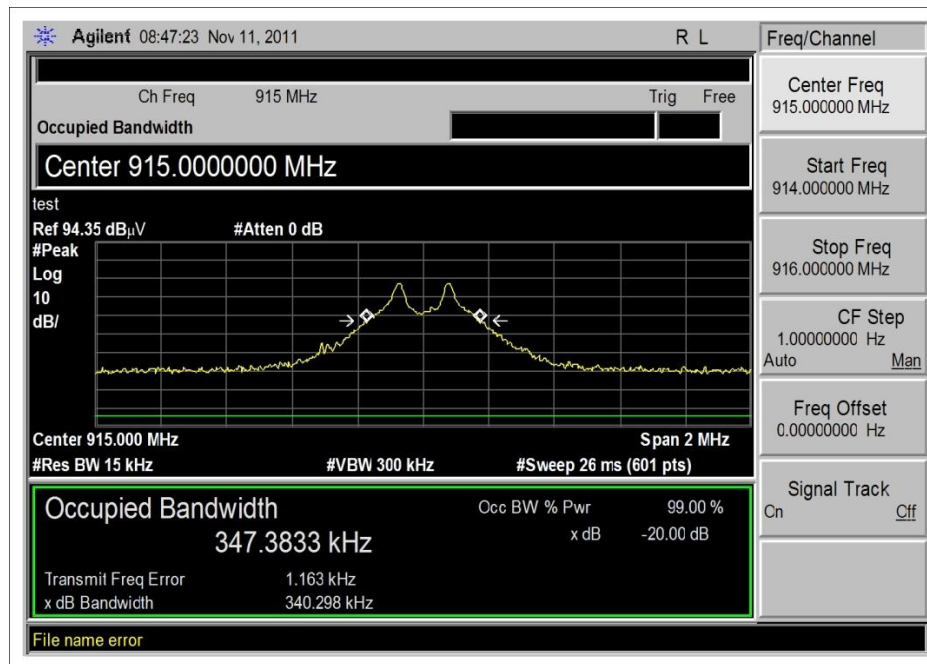 Agilent 08:47:23 Nov 11, 2011 R L
Freq/Channel
Ch Freq 915 MHz Trig Free
Occupied Bandwidth
Center 915.0000000 MHz
test
Ref 94.35 dBµV #Atten 0 dB
#Peak
Log
10
dB/
Center 915.000 MHz Span 2 MHz
#Res BW 15 kHz #VBW 300 kHz #Sweep 26 ms (601 pts)
Occupied Bandwidth
347.3833 kHz
Occ BW % Pwr 99.00 %
x dB -20.00 dB
Transmit Freq Error 1.163 kHz
x dB Bandwidth 340.298 kHz
File name error
Center Freq
915.000000 MHz
Start Freq
914.000000 MHz
Stop Freq
916.000000 MHz
CF Step
1.00000000 Hz
Auto Man
Freq Offset
0.00000000 Hz
Signal Track
On Off